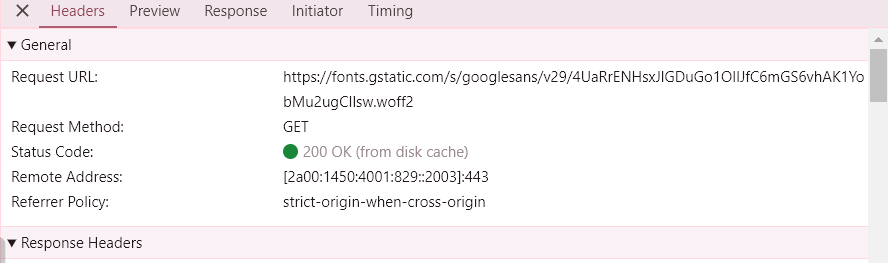 Headers Preview Response Initiator Timing
General
Request URL: https://fonts.gstatic.com/s/googlesans/v29/4UaRrENHsxJlGDuGo1OIlJfC6mGS6vhAK1Yo
bMu2ugCIlsw.woff2
Request Method: GET
Status Code: 200 OK (from disk cache)
Remote Address: [2a00:1450:4001:829::2003]:443
Referrer Policy: strict-origin-when-cross-origin
Response Headers